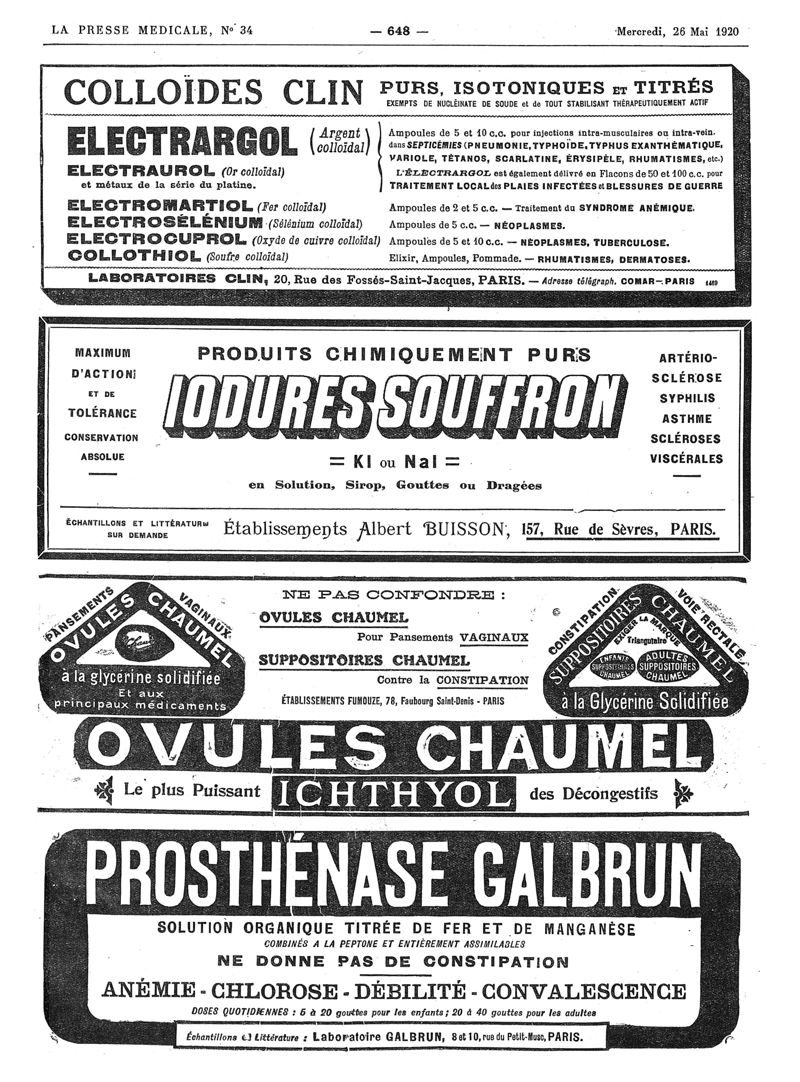 LA PRESSE MEDICALE, No 34
— 648 —
Mercredi, 26 Mai 1920
COLLOÏDES CLIN
PURS, ISOTONIQUES ET TITRÉS
EXEMPTS DE NUCLÉINATE DE SOUDE et DE TOUT STABILISANT THÉRAPEUTIQUEMENT ACTIF
ELECTRARGOL (Argent colloïdal)
ELECTRAUROL (Or colloïdal)
et métaux de la série du platine.
Ampoules de 5 et 10 c.c. pour injections intra-musculaires ou intra-vein.
dans SEPTICÉMIES (PNEUMONIE, TYPHOÏDE, TYPHUS EXANTHÉMATIQUE,
VARIOLE, TÉTANOS, SCARLATINE, ÉRYSIPÈLE, RHUMATISMES, etc.)
L'ÉLECTRARGOL est également délivré en Flacons de 50 et 100 c.c. pour
TRAITEMENT LOCAL des PLAIES INFECTÉES et BLESSURES DE GUERRE
ELECTROMARTIOL (Fer colloïdal)
Ampoules de 2 et 5 c.c. — Traitement du SYNDROME ANÉMIQUE.
ELECTROSÉLÉNIUM (Sélénium colloïdal)
Ampoules de 5 c.c. — NÉOPLASMES.
ELECTROCUPROL (Oxyde de cuivre colloïdal)
Ampoules de 5 et 10 c.c. — NÉOPLASMES, TUBERCULOSE.
COLLOTHIOL (Soufre colloïdal)
Elixir, Ampoules, Pommade. — RHUMATISMES, DERMATOSES.
LABORATOIRES CLIN, 20, Rue des Fossés-Saint-Jacques, PARIS. — Adresse télégraph. COMAR-PARIS
MAXIMUM
D'ACTION
ET DE
TOLÉRANCE
CONSERVATION
ABSOLUE
PRODUITS CHIMIQUEMENT PURS
IODURES SOUFFRON
= KI ou NaI =
en Solution, Sirop, Gouttes ou Dragées
ARTÉRIO-
SCLÉROSE
SYPHILIS
ASTHME
SCLÉROSES
VISCÉRALES
ÉCHANTILLONS ET LITTÉRATURE
SUR DEMANDE
Établissements Albert BUISSON, 157, Rue de Sèvres, PARIS.
PANSEMENTS VAGINAUX
OVULES CHAUMEL
à la glycérine solidifiée
Et aux
principaux médicaments
NE PAS CONFONDRE :
OVULES CHAUMEL
Pour Pansements VAGINAUX
SUPPOSITOIRES CHAUMEL
Contre la CONSTIPATION
ÉTABLISSEMENTS FUMOUZE, 78, Faubourg Saint-Denis - PARIS
CONSTIPATION VOIE RECTALE
SUPPOSITOIRES CHAUMEL
EXIGER LA MARQUE
Triangulaire
ENFANTS
SUPPOSITOIRES
CHAUMEL
ADULTES
SUPPOSITOIRES
CHAUMEL
à la Glycérine Solidifiée
OVULES CHAUMEL
Le plus Puissant ICHTHYOL des Décongestifs
PROSTHÉNASE GALBRUN
SOLUTION ORGANIQUE TITRÉE DE FER ET DE MANGANÈSE
COMBINÉS A LA PEPTONE ET ENTIÈREMENT ASSIMILABLES
NE DONNE PAS DE CONSTIPATION
ANÉMIE - CHLOROSE - DÉBILITÉ - CONVALESCENCE
DOSES QUOTIDIENNES : 5 à 20 gouttes pour les enfants ; 20 à 40 gouttes pour les adultes
Échantillons et Littérature : Laboratoire GALBRUN, 8 et 10, rue du Petit-Musc, PARIS.